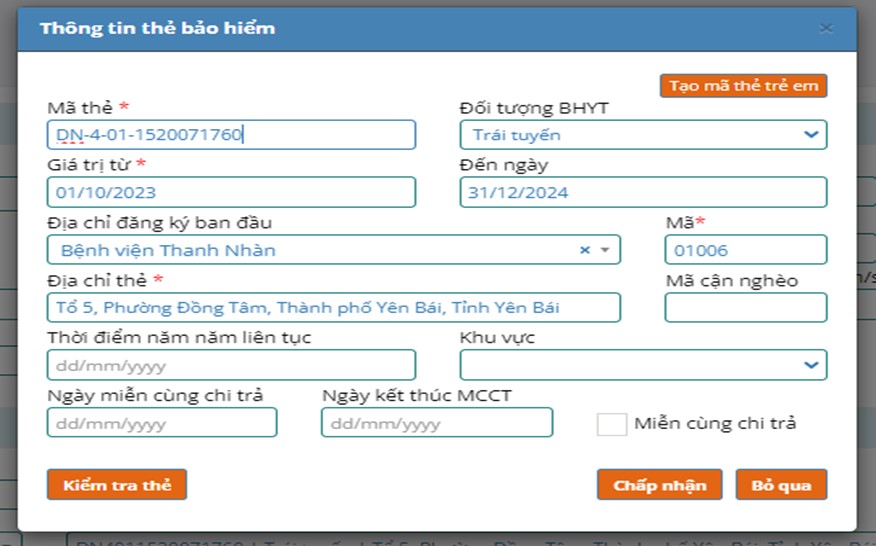 Thông tin thẻ bảo hiểm ×
Tạo mã thẻ trẻ em
Mã thẻ * Đối tượng BHYT
DN-4-01-1520071760 Trái tuyến
Giá trị từ * Đến ngày
01/10/2023 31/12/2024
Địa chỉ đăng ký ban đầu Mã*
Bệnh viện Thanh Nhàn × 01006
Địa chỉ thẻ * Mã cận nghèo
Tổ 5, Phường Đồng Tâm, Thành phố Yên Bái, Tỉnh Yên Bái
Thời điểm năm năm liên tục Khu vực
dd/mm/yyyy
Ngày miễn cùng chi trả Ngày kết thúc MCCT
dd/mm/yyyy dd/mm/yyyy Miễn cùng chi trả
Kiểm tra thẻ Chấp nhận Bỏ qua